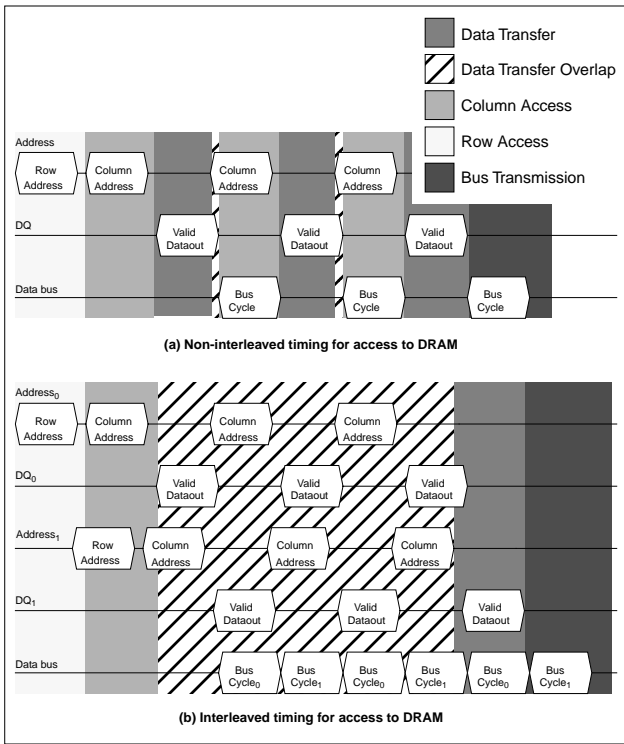 Data Transfer
Data Transfer Overlap
Column Access
Row Access
Bus Transmission
Address
Row
Address
Column
Address
Column
Address
Column
Address
DQ
Valid
Dataout
Valid
Dataout
Valid
Dataout
Data bus
Bus
Cycle
Bus
Cycle
Bus
Cycle
(a) Non-interleaved timing for access to DRAM
Address0
Row
Address
Column
Address
Column
Address
Column
Address
DQ0
Valid
Dataout
Valid
Dataout
Valid
Dataout
Address1
Row
Address
Column
Address
Column
Address
Column
Address
DQ1
Valid
Dataout
Valid
Dataout
Valid
Dataout
Data bus
Bus
Cycle0
Bus
Cycle1
Bus
Cycle0
Bus
Cycle1
Bus
Cycle0
Bus
Cycle1
(b) Interleaved timing for access to DRAM